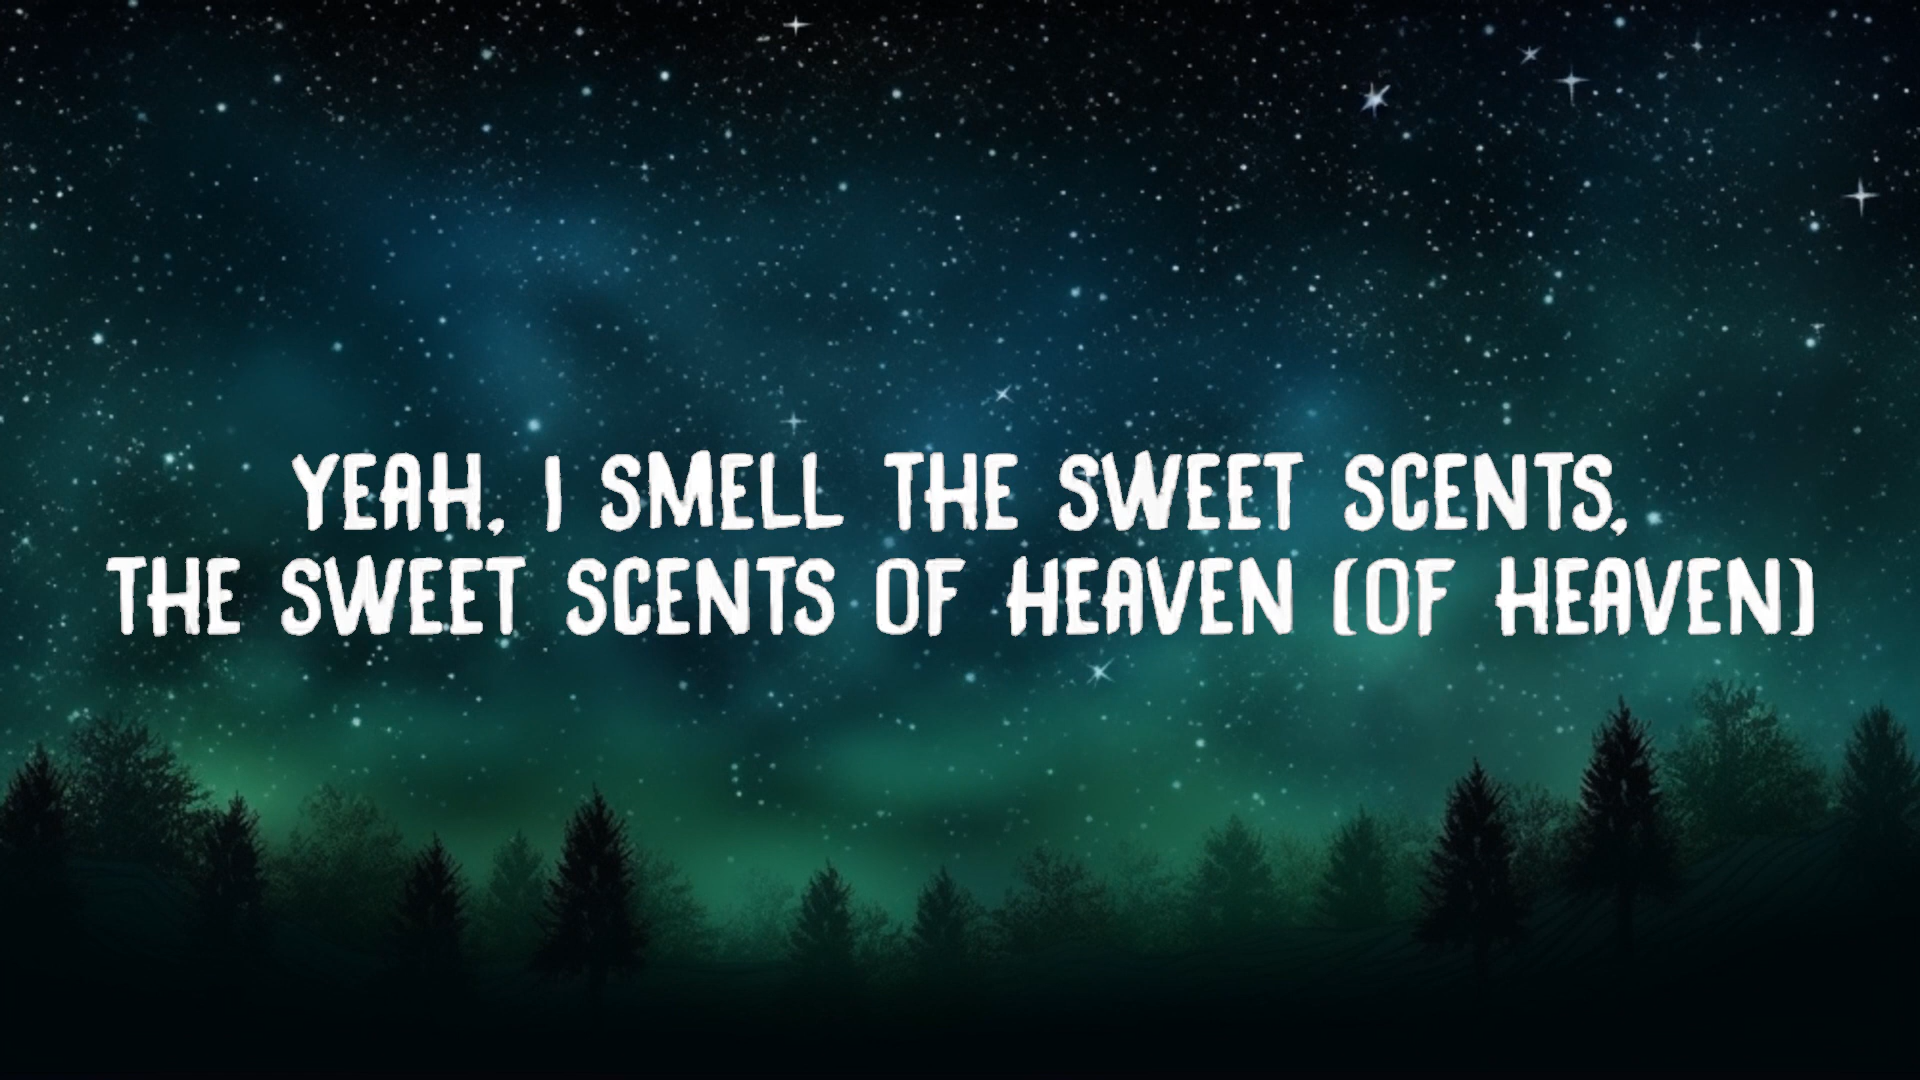 YEAH, I SMELL THE SWEET SCENTS,
THE SWEET SCENTS OF HEAVEN (OF HEAVEN)